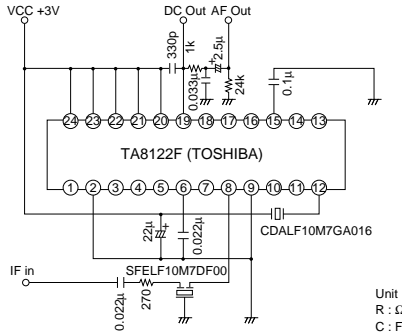 VCC +3V
DC Out
AF Out
330p
1k
0.033μ
2.5μ
+
24k
0.1μ
24 23 22 21 20 19 18 17 16 15 14 13
TA8122F (TOSHIBA)
1 2 3 4 5 6 7 8 9 10 11 12
22μ
+
0.022μ
CDALF10M7GA016
IF in
SFELF10M7DF00
0.022μ
270
Unit
R : Ω
C : F